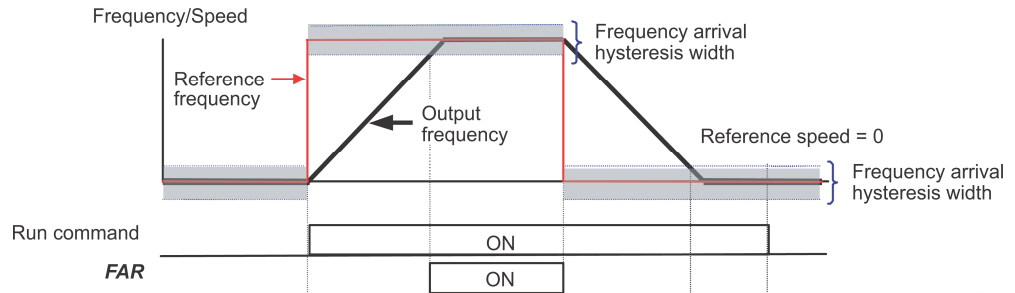 Frequency/Speed
Frequency arrival
hysteresis width
Reference
frequency
Output
frequency
Reference speed = 0
Frequency arrival
hysteresis width
Run command
ON
FAR
ON